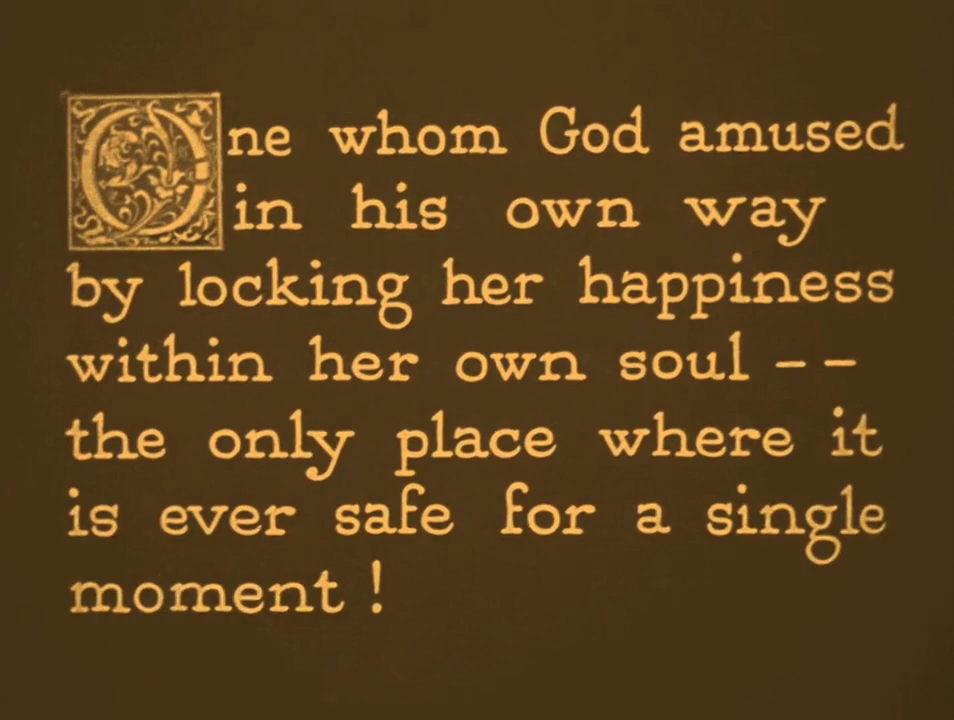 One whom God amused
in his own way
by locking her happiness
within her own soul --
the only place where it
is ever safe for a single
moment !